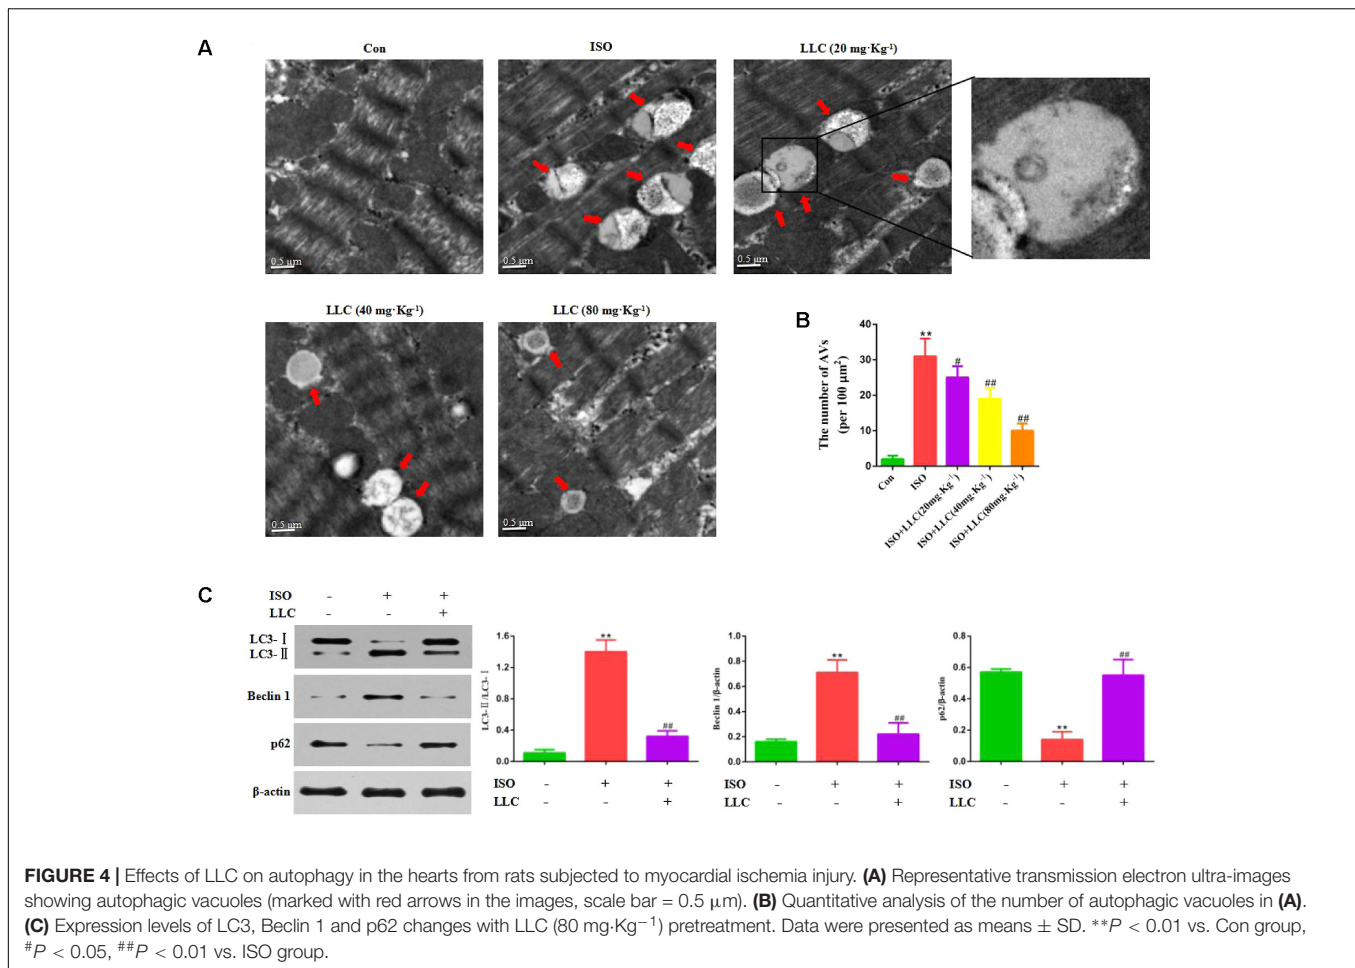 A
Con
ISO
LLC (20 mg·Kg⁻¹)
0.5 μm
0.5 μm
0.5 μm
LLC (40 mg·Kg⁻¹)
LLC (80 mg·Kg⁻¹)
0.5 μm
0.5 μm
B
The number of AVs
(per 100 μm²)
40
30
20
10
0
**
#
##
##
Con
ISO
ISO+LLC(20mg·Kg⁻¹)
ISO+LLC(40mg·Kg⁻¹)
ISO+LLC(80mg·Kg⁻¹)
C
ISO - + +
LLC - - +
LC3-Ⅰ
LC3-Ⅱ
Beclin 1
p62
β-actin
LC3-Ⅱ/LC3-Ⅰ
1.6
1.2
0.8
0.4
0.0
**
##
ISO - + +
LLC - - +
Beclin 1/β-actin
1.0
0.8
0.6
0.4
0.2
0.0
**
##
ISO - + +
LLC - - +
p62/β-actin
0.8
0.6
0.4
0.2
0.0
**
##
ISO - + +
LLC - - +
FIGURE 4 | Effects of LLC on autophagy in the hearts from rats subjected to myocardial ischemia injury. (A) Representative transmission electron ultra-images
showing autophagic vacuoles (marked with red arrows in the images, scale bar = 0.5 μm). (B) Quantitative analysis of the number of autophagic vacuoles in (A).
(C) Expression levels of LC3, Beclin 1 and p62 changes with LLC (80 mg·Kg⁻¹) pretreatment. Data were presented as means ± SD. **P < 0.01 vs. Con group,
#P < 0.05, ##P < 0.01 vs. ISO group.